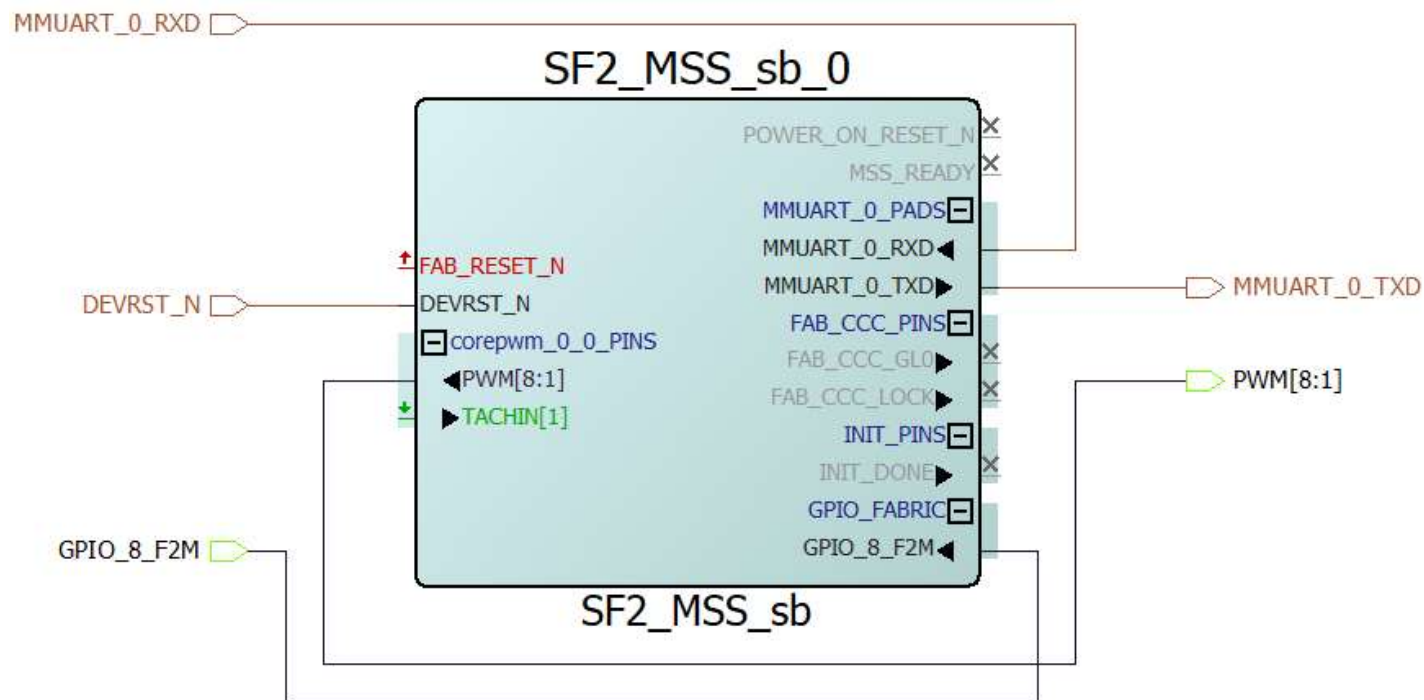 MMUART_0_RXD
SF2_MSS_sb_0
POWER_ON_RESET_N
MSS_READY
MMUART_0_PADS
MMUART_0_RXD
FAB_RESET_N
MMUART_0_TXD
MMUART_0_TXD
DEVRST_N
DEVRST_N
FAB_CCC_PINS
corepwm_0_0_PINS
FAB_CCC_GL0
PWM[8:1]
FAB_CCC_LOCK
PWM[8:1]
TACHIN[1]
INIT_PINS
INIT_DONE
GPIO_FABRIC
GPIO_8_F2M
GPIO_8_F2M
SF2_MSS_sb